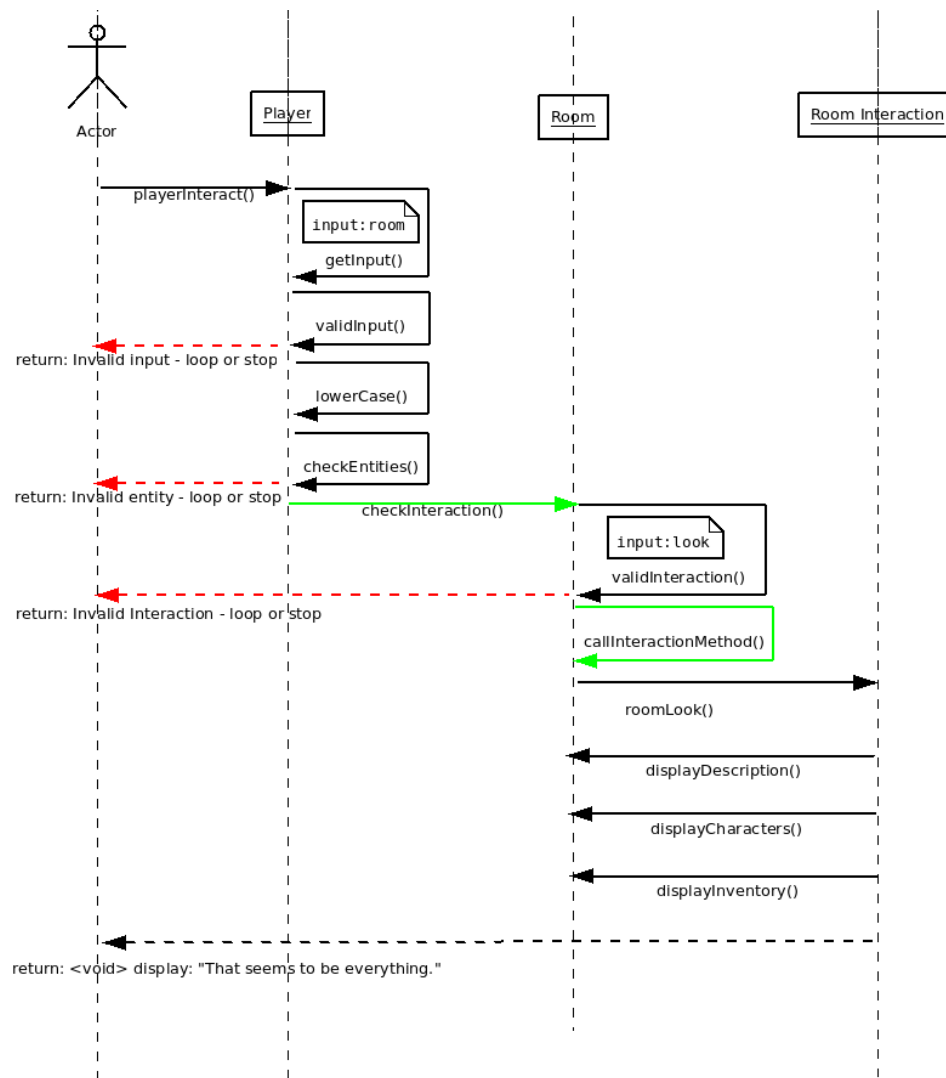 Actor
Player
Room
Room Interaction
playerInteract()
input:room
getInput()
validInput()
return: Invalid input - loop or stop
lowerCase()
checkEntities()
return: Invalid entity - loop or stop
checkInteraction()
input:look
validInteraction()
return: Invalid Interaction - loop or stop
callInteractionMethod()
roomLook()
displayDescription()
displayCharacters()
displayInventory()
return: <void> display: "That seems to be everything."